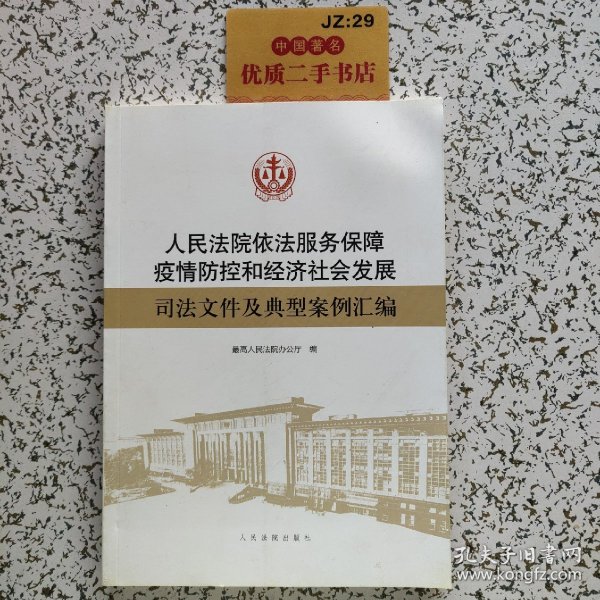 JZ:29
中国著名
优质二手书店
人民法院依法服务保障
疫情防控和经济社会发展
司法文件及典型案例汇编
最高人民法院办公厅 编
人民法院出版社
孔夫子旧书网
www.kongfz.com